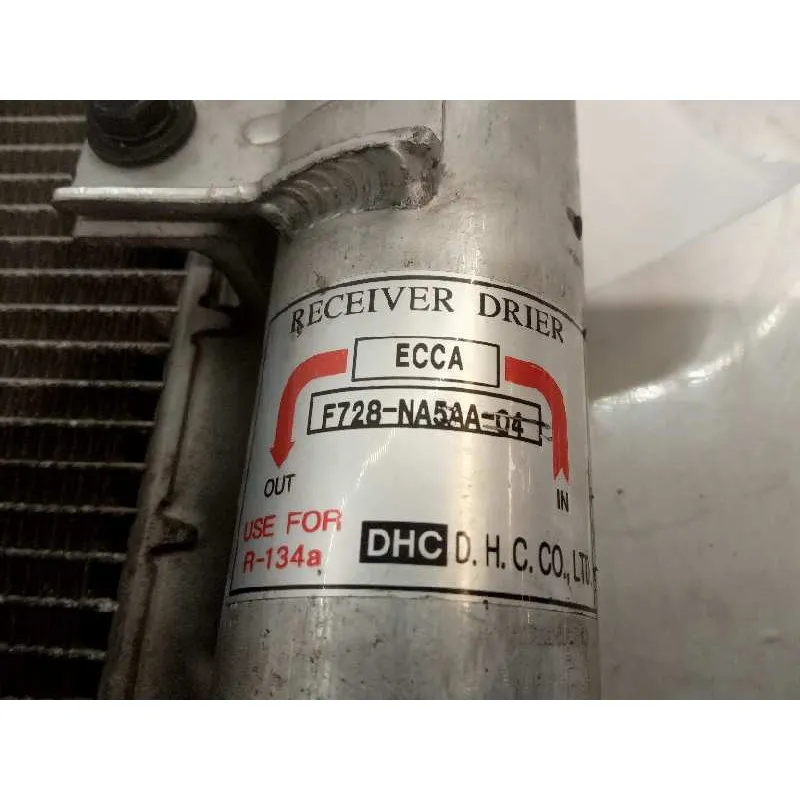 RECEIVER DRIER
ECCA
F728-NA5AA-04
OUT
IN
USE FOR
R-134a
DHC D. H. C. CO., LTD